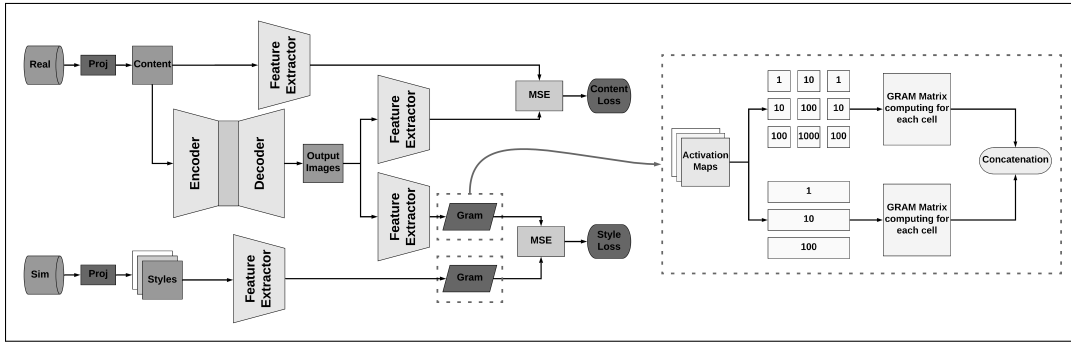 Real
Proj
Content
Feature
Extractor
Encoder
Decoder
Output
Images
Feature
Extractor
MSE
Content
Loss
Feature
Extractor
Gram
MSE
Style
Loss
Sim
Proj
Styles
Feature
Extractor
Gram
Activation
Maps
1 10 1
10 100 10
100 1000 100
GRAM Matrix
computing for
each cell
1
10
100
GRAM Matrix
computing for
each cell
Concatenation